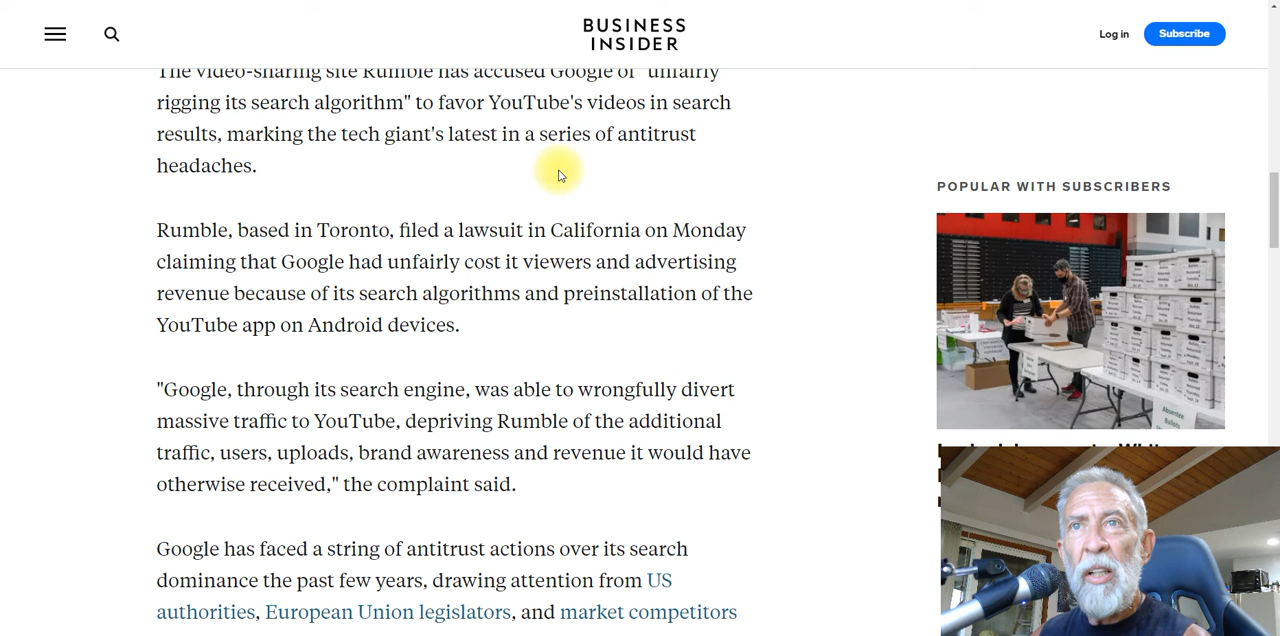 BUSINESS
INSIDER
Log in
Subscribe
The video-sharing site Rumble has accused Google of "unfairly
rigging its search algorithm" to favor YouTube's videos in search
results, marking the tech giant's latest in a series of antitrust
headaches.
Rumble, based in Toronto, filed a lawsuit in California on Monday
claiming that Google had unfairly cost it viewers and advertising
revenue because of its search algorithms and preinstallation of the
YouTube app on Android devices.
"Google, through its search engine, was able to wrongfully divert
massive traffic to YouTube, depriving Rumble of the additional
traffic, users, uploads, brand awareness and revenue it would have
otherwise received," the complaint said.
Google has faced a string of antitrust actions over its search
dominance the past few years, drawing attention from US
authorities, European Union legislators, and market competitors
POPULAR WITH SUBSCRIBERS
Absentee
Ballots